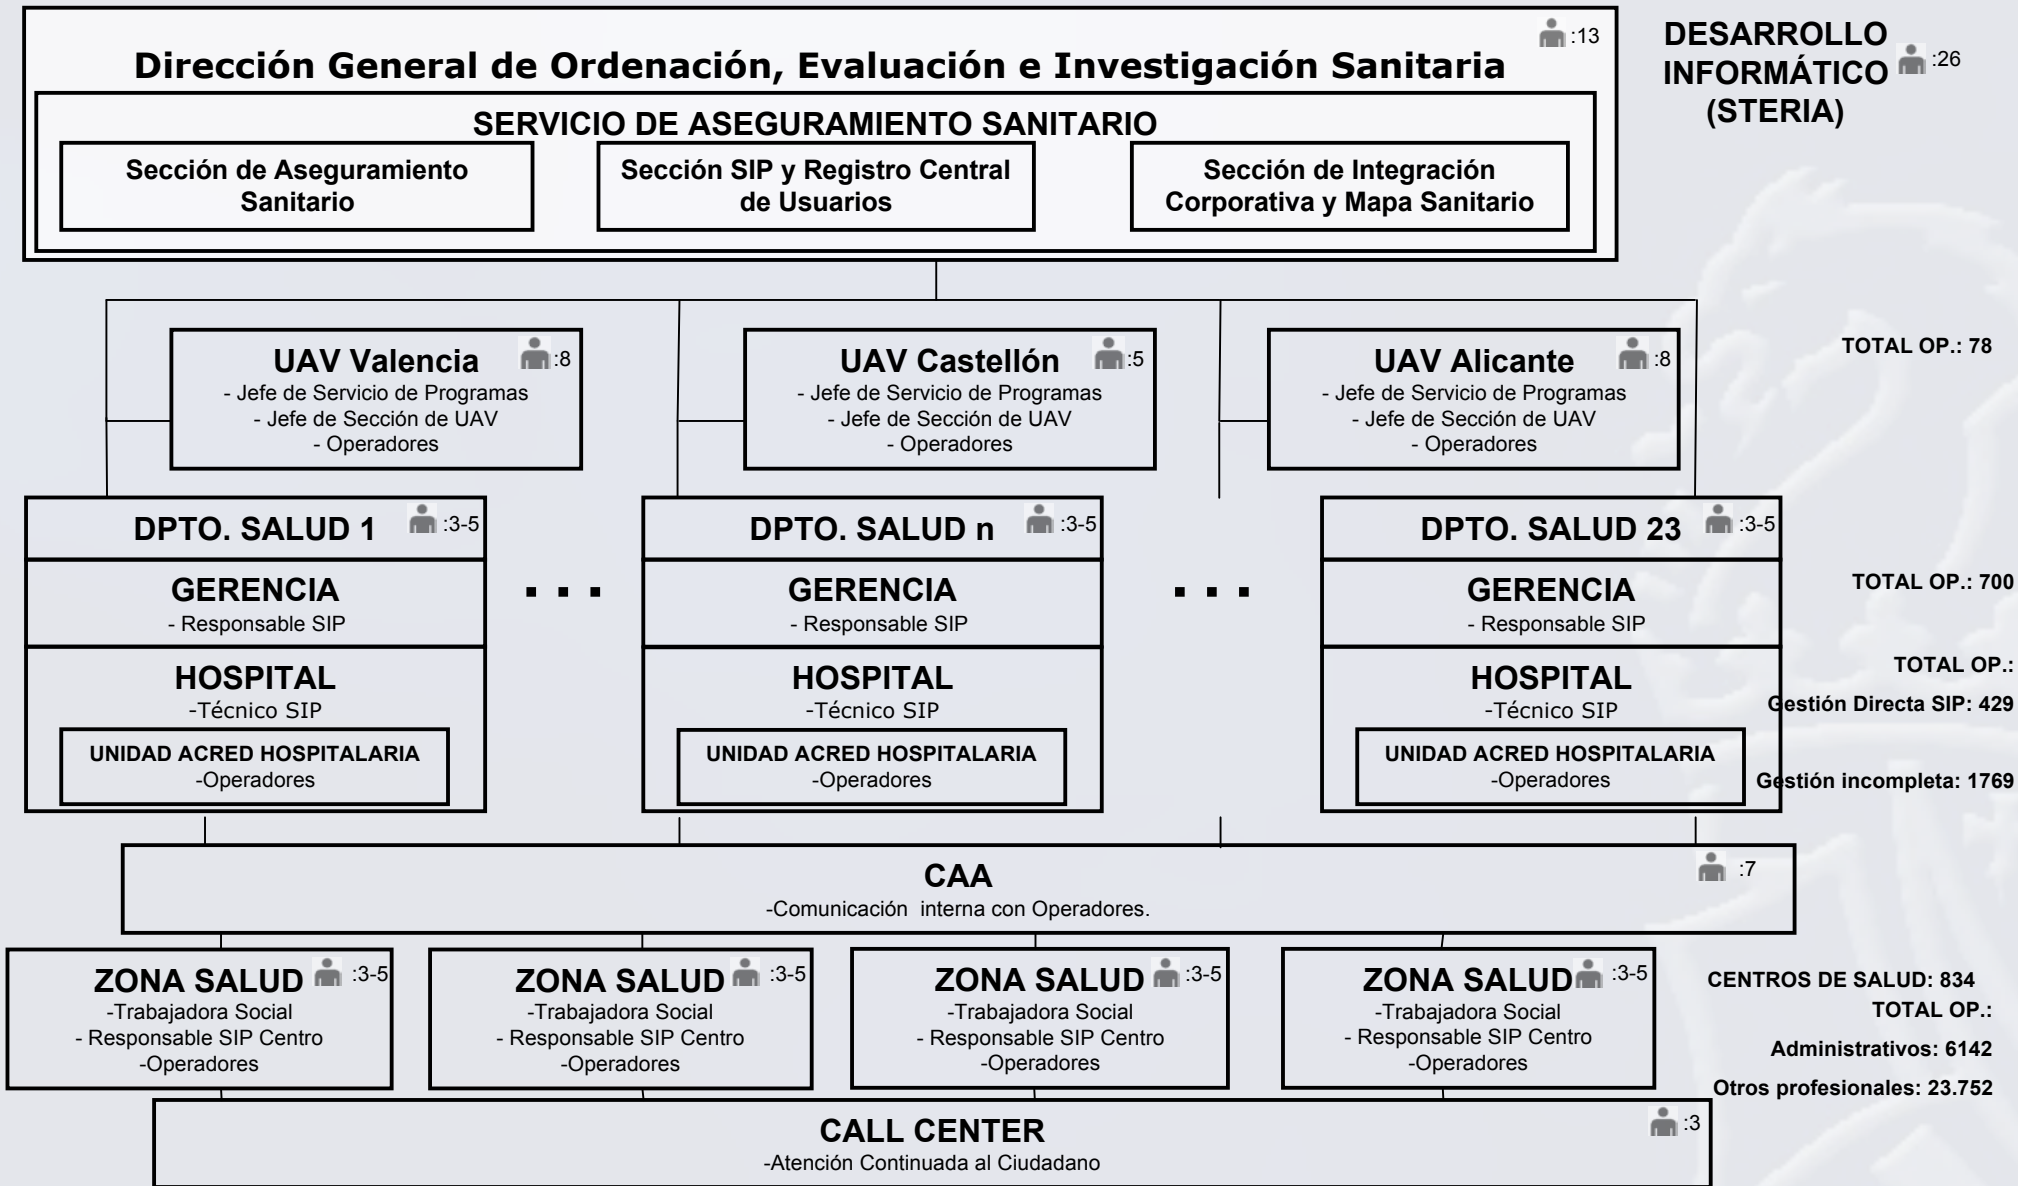 :13
Dirección General de Ordenación, Evaluación e Investigación Sanitaria
SERVICIO DE ASEGURAMIENTO SANITARIO
Sección de Aseguramiento
Sanitario
Sección SIP y Registro Central
de Usuarios
Sección de Integración
Corporativa y Mapa Sanitario
DESARROLLO
INFORMÁTICO
(STERIA)
:26
UAV Valencia :8
- Jefe de Servicio de Programas
- Jefe de Sección de UAV
- Operadores
UAV Castellón :5
- Jefe de Servicio de Programas
- Jefe de Sección de UAV
- Operadores
UAV Alicante :8
- Jefe de Servicio de Programas
- Jefe de Sección de UAV
- Operadores
TOTAL OP.: 78
DPTO. SALUD 1 :3-5
GERENCIA
- Responsable SIP
HOSPITAL
-Técnico SIP
UNIDAD ACRED HOSPITALARIA
-Operadores
. . .
DPTO. SALUD n :3-5
GERENCIA
- Responsable SIP
HOSPITAL
-Técnico SIP
UNIDAD ACRED HOSPITALARIA
-Operadores
. . .
DPTO. SALUD 23 :3-5
GERENCIA
- Responsable SIP
HOSPITAL
-Técnico SIP
UNIDAD ACRED HOSPITALARIA
-Operadores
TOTAL OP.: 700
TOTAL OP.:
Gestión Directa SIP: 429
Gestión incompleta: 1769
CAA :7
-Comunicación interna con Operadores.
ZONA SALUD :3-5
-Trabajadora Social
- Responsable SIP Centro
-Operadores
ZONA SALUD :3-5
-Trabajadora Social
- Responsable SIP Centro
-Operadores
ZONA SALUD :3-5
-Trabajadora Social
- Responsable SIP Centro
-Operadores
ZONA SALUD :3-5
-Trabajadora Social
- Responsable SIP Centro
-Operadores
CENTROS DE SALUD: 834
TOTAL OP.:
Administrativos: 6142
Otros profesionales: 23.752
CALL CENTER :3
-Atención Continuada al Ciudadano